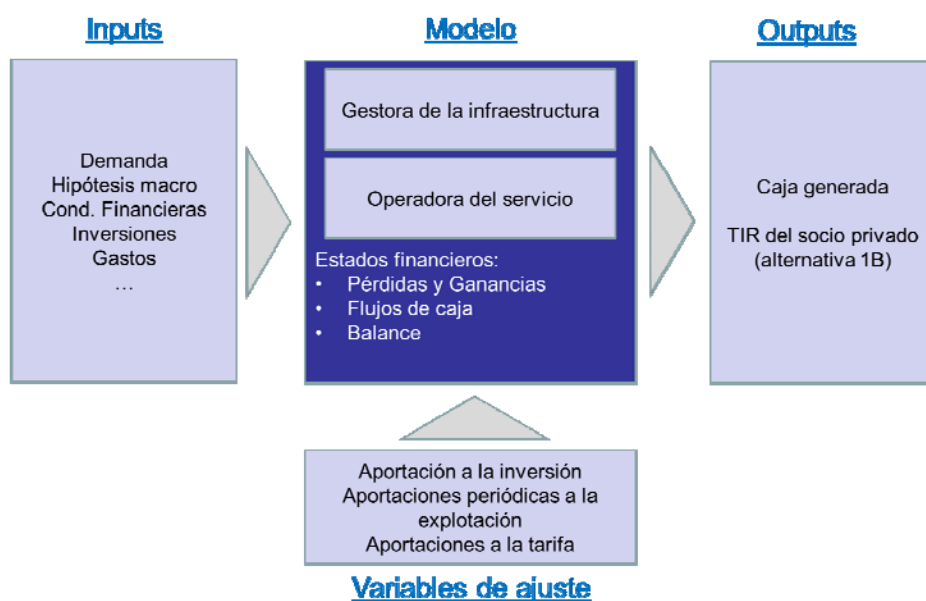 Inputs
Demanda
Hipótesis macro
Cond. Financieras
Inversiones
Gastos
...
Modelo
Gestora de la infraestructura
Operadora del servicio
Estados financieros:
• Pérdidas y Ganancias
• Flujos de caja
• Balance
Outputs
Caja generada
TIR del socio privado
(alternativa 1B)
Aportación a la inversión
Aportaciones periódicas a la
explotación
Aportaciones a la tarifa
Variables de ajuste